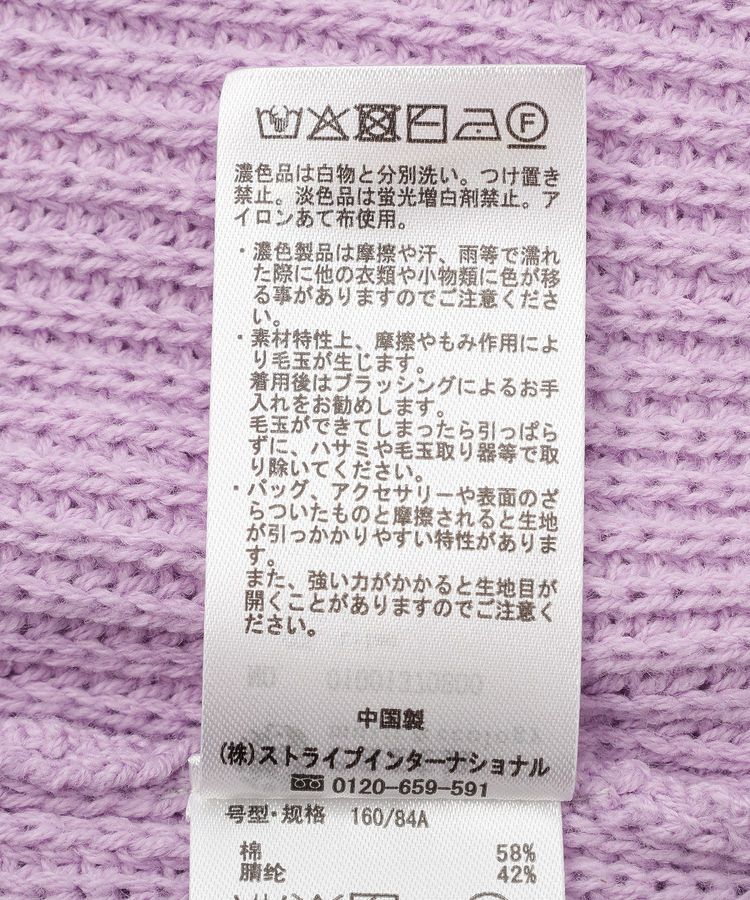 F
濃色品は白物と分別洗い。つけ置き
禁止。淡色品は蛍光増白剤禁止。ア
イロンあて布使用。
・濃色製品は摩擦や汗、雨等で濡れ
た際に他の衣類や小物類に色が移
る事がありますのでご注意くださ
い。
・素材特性上、摩擦やもみ作用によ
り毛玉が生じます。
着用後はブラッシングによるお手
入れをお勧めします。
毛玉ができてしまったら引っぱら
ずに、ハサミや毛玉取り器等で取
り除いてください。
・バッグ、アクセサリーや表面のざ
らついたものと摩擦されると生地
が引っかかりやすい特性がありま
す。
また、強い力がかかると生地目が
開くことがありますのでご注意く
ださい。
中国製
(株)ストライプインターナショナル
0120-659-591
号型·规格 160/84A
棉 58%
腈纶 42%